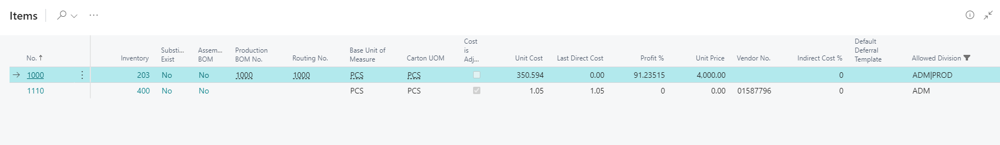 Items
No. ↑ Inventory Substi... Exist Assem... BOM Production BOM No. Routing No. Base Unit of Measure Carton UOM Cost is Adj... Unit Cost Last Direct Cost Profit % Unit Price Vendor No. Indirect Cost % Default Deferral Template Allowed Division
1000 203 No No 1000 1000 PCS PCS 350.594 0.00 91.23515 4,000.00 0 ADM|PROD
1110 400 No No PCS PCS 1.05 1.05 0 0.00 01587796 0 ADM